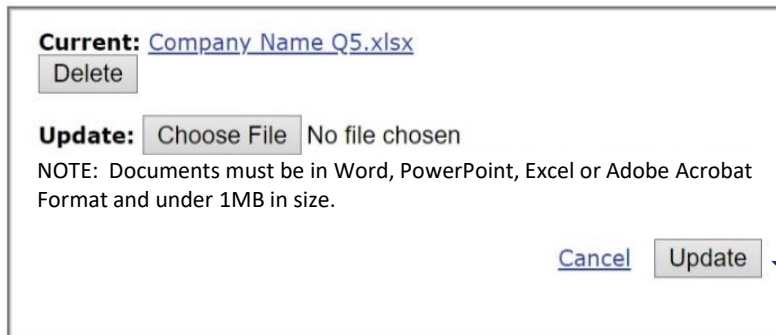 Current: Company Name Q5.xlsx
Delete
Update: Choose File No file chosen
NOTE:  Documents must be in Word, PowerPoint, Excel or Adobe Acrobat
Format and under 1MB in size.
Cancel Update